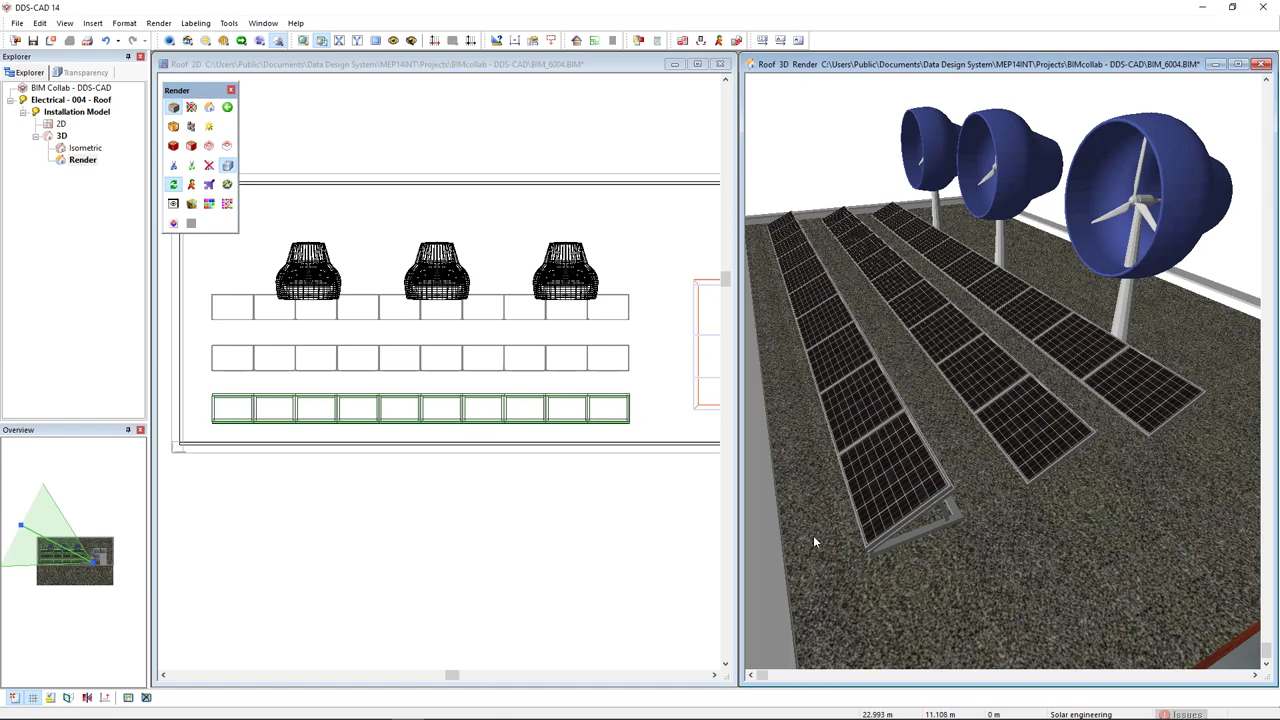 DDS-CAD 14
File Edit View Insert Format Render Labeling Tools Window Help
Explorer
Explorer Transparency
BIM Collab - DDS-CAD
Electrical - 004 - Roof
Installation Model
2D
3D
Isometric
Render
Overview
Roof 2D C:\Users\Public\Documents\Data Design System\MEP14INT\Projects\BIMcollab - DDS-CAD\BIM_6004.BIM*
Render
Roof 3D Render C:\Users\Public\Documents\Data Design System\MEP14INT\Projects\BIMcollab - DDS-CAD\BIM_6004.BIM*
22.993 m 11.108 m 0 m Solar engineering Issues